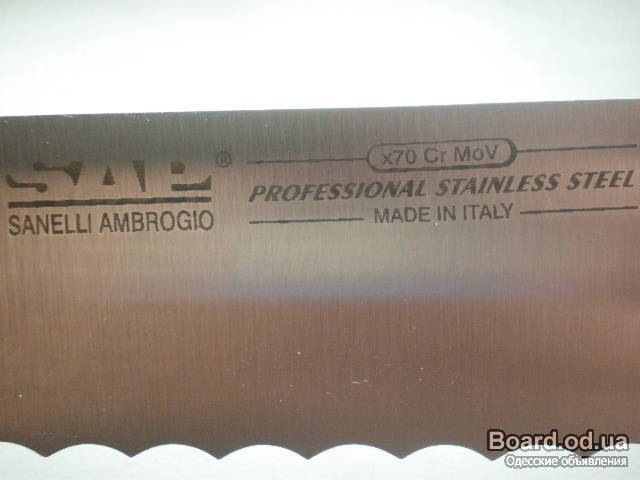 SAP®
SANELLI AMBROGIO
x70 Cr MoV
PROFESSIONAL STAINLESS STEEL
MADE IN ITALY
Board.od.ua
Одесские объявления